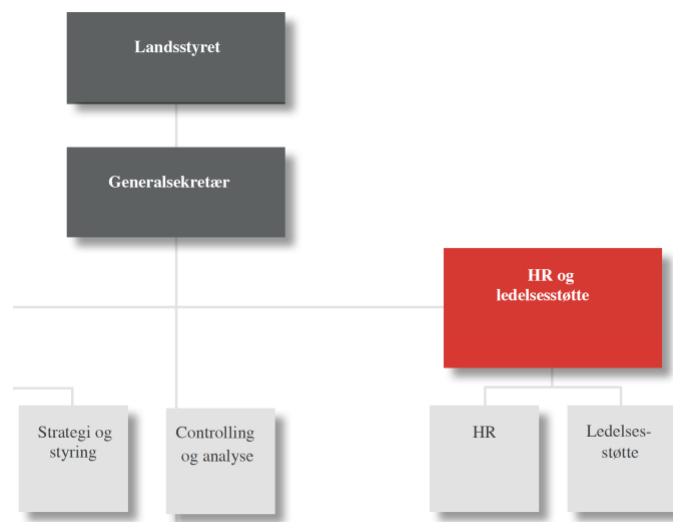 Landsstyret
Generalsekretær
HR og
ledelsesstøtte
Strategi og
styring
Controlling
og analyse
HR
Ledelses-
støtte